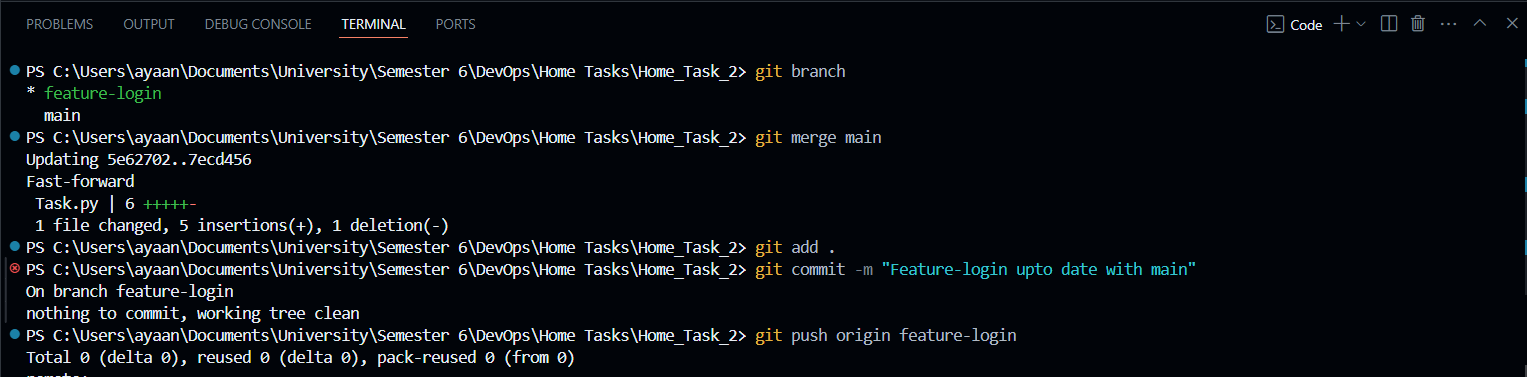 PROBLEMS OUTPUT DEBUG CONSOLE TERMINAL PORTS Code
PS C:\Users\ayaan\Documents\University\Semester 6\DevOps\Home Tasks\Home_Task_2> git branch
* feature-login
  main
PS C:\Users\ayaan\Documents\University\Semester 6\DevOps\Home Tasks\Home_Task_2> git merge main
Updating 5e62702..7ecd456
Fast-forward
 Task.py | 6 +++++-
 1 file changed, 5 insertions(+), 1 deletion(-)
PS C:\Users\ayaan\Documents\University\Semester 6\DevOps\Home Tasks\Home_Task_2> git add .
PS C:\Users\ayaan\Documents\University\Semester 6\DevOps\Home Tasks\Home_Task_2> git commit -m "Feature-login upto date with main"
On branch feature-login
nothing to commit, working tree clean
PS C:\Users\ayaan\Documents\University\Semester 6\DevOps\Home Tasks\Home_Task_2> git push origin feature-login
Total 0 (delta 0), reused 0 (delta 0), pack-reused 0 (from 0)